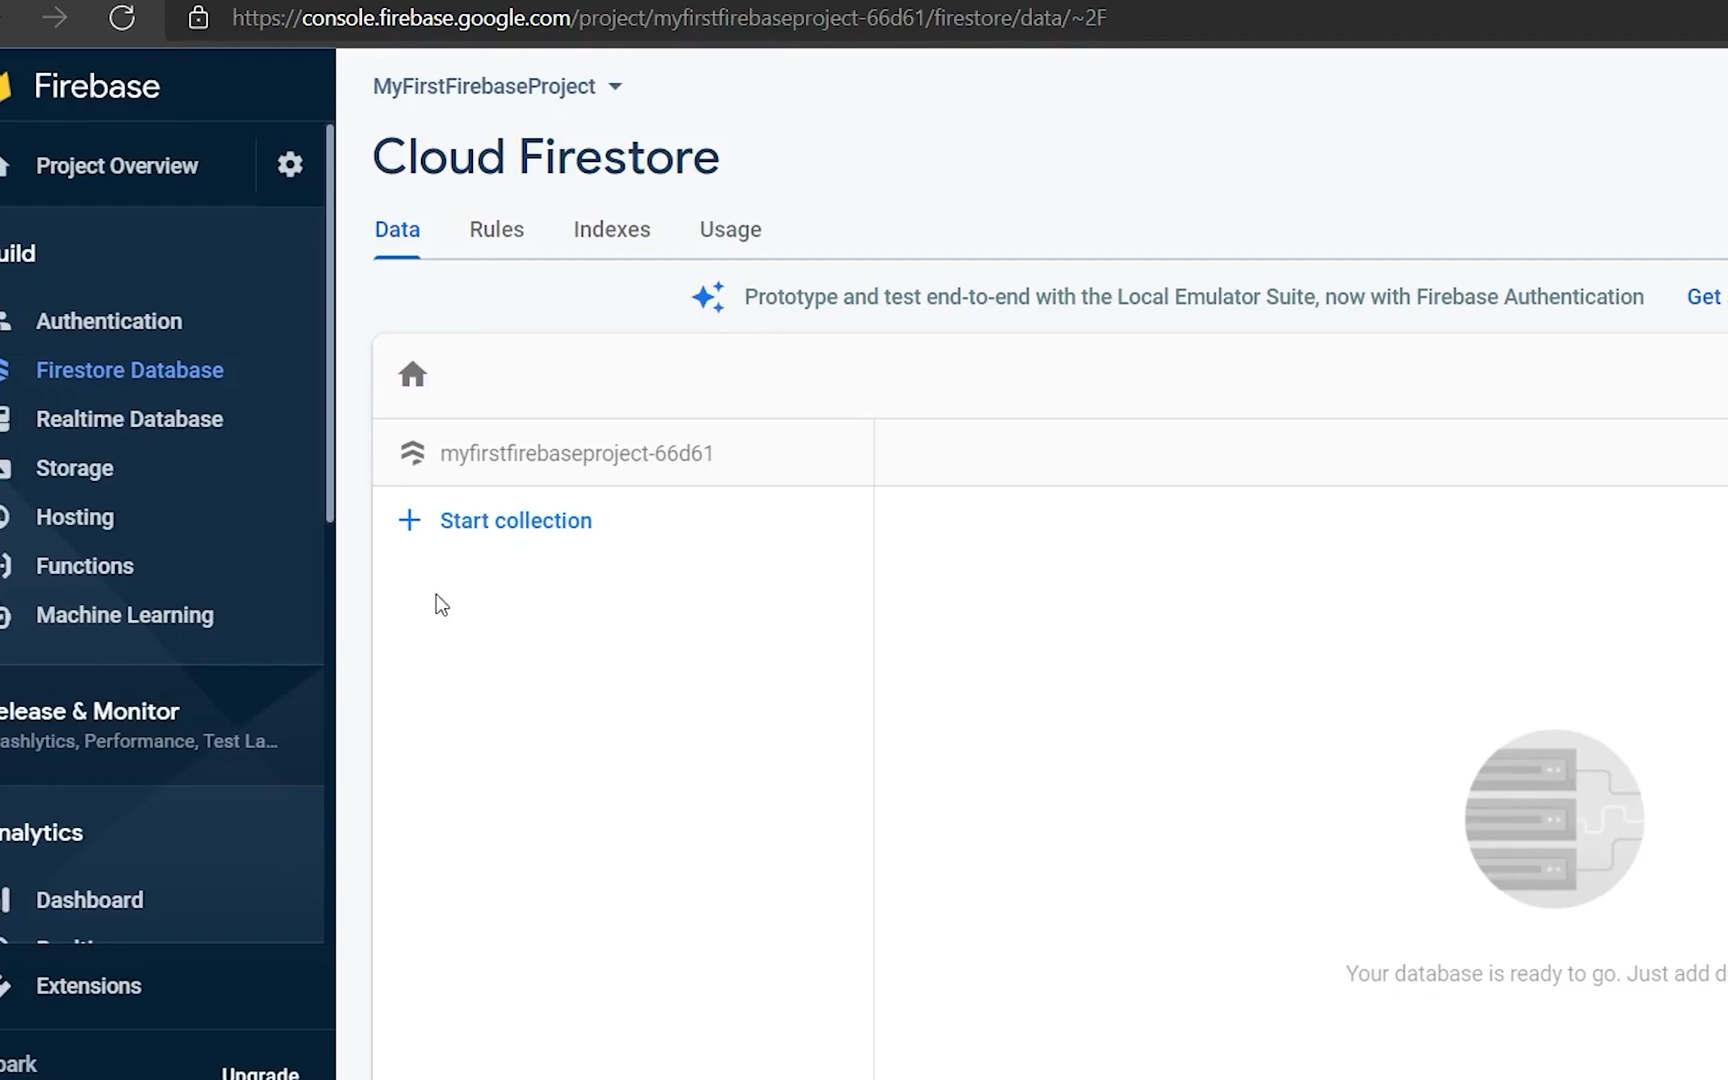 https://console.firebase.google.com/project/myfirstfirebaseproject-66d61/firestore/data/~2F
Firebase
Project Overview
uild
Authentication
Firestore Database
Realtime Database
Storage
Hosting
Functions
Machine Learning
elease & Monitor
ashlytics, Performance, Test La...
nalytics
Dashboard
Extensions
park
Upgrade
MyFirstFirebaseProject
Cloud Firestore
Data Rules Indexes Usage
Prototype and test end-to-end with the Local Emulator Suite, now with Firebase Authentication Get
myfirstfirebaseproject-66d61
+ Start collection
Your database is ready to go. Just add d